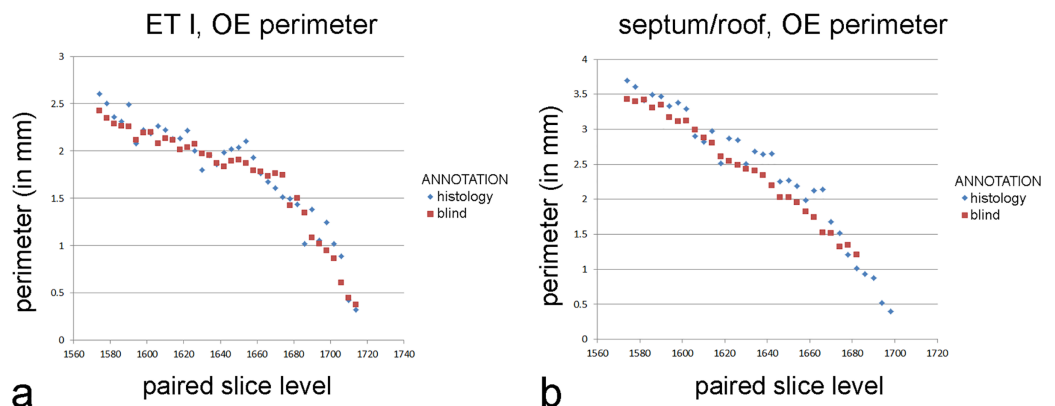 ET I, OE perimeter
perimeter (in mm)
3
2.5
2
1.5
1
0.5
0
1560 1580 1600 1620 1640 1660 1680 1700 1720 1740
paired slice level
ANNOTATION
histology
blind
a
septum/roof, OE perimeter
perimeter (in mm)
4
3.5
3
2.5
2
1.5
1
0.5
0
1560 1580 1600 1620 1640 1660 1680 1700 1720
paired slice level
ANNOTATION
histology
blind
b